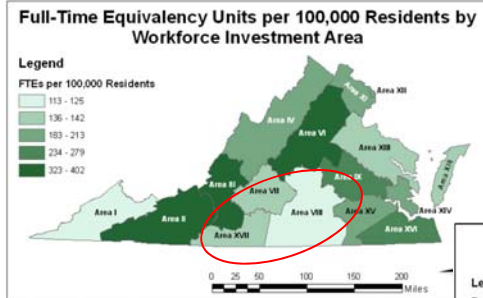 Full-Time Equivalency Units per 100,000 Residents by
Workforce Investment Area
Legend
FTEs per 100,000 Residents
113 - 125
136 - 142
183 - 213
234 - 279
323 - 402
Area XI
Area XII
Area IV
Area VI
Area XIII
Area XIX
Area III
Area VII
Area IX
Area I
Area II
Area VIII
Area XV
Area XIV
Area XVII
Area XVI
0 25 50 100 150 200
Miles
Le